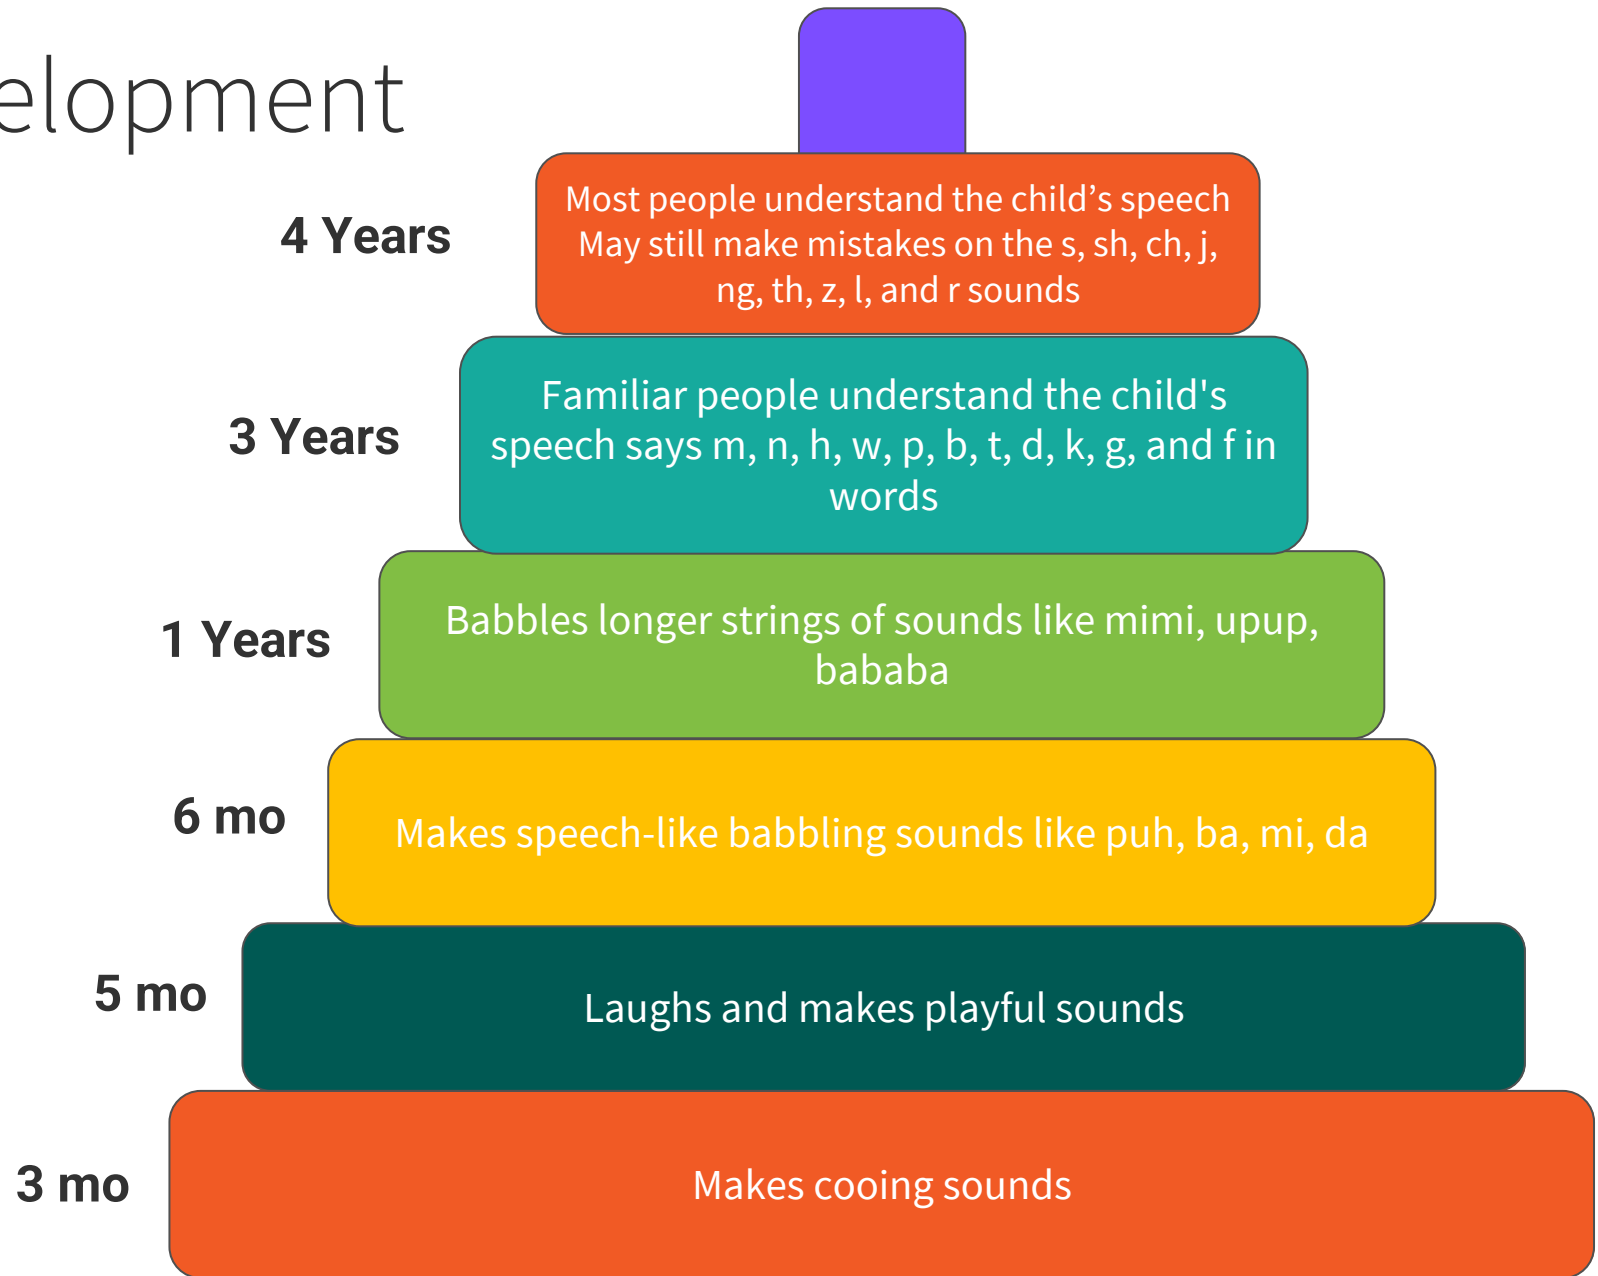 elopment
4 Years
Most people understand the child’s speech
May still make mistakes on the s, sh, ch, j,
ng, th, z, l, and r sounds
3 Years
Familiar people understand the child's
speech says m, n, h, w, p, b, t, d, k, g, and f in
words
1 Years
Babbles longer strings of sounds like mimi, upup,
bababa
6 mo
Makes speech-like babbling sounds like puh, ba, mi, da
5 mo
Laughs and makes playful sounds
3 mo
Makes cooing sounds